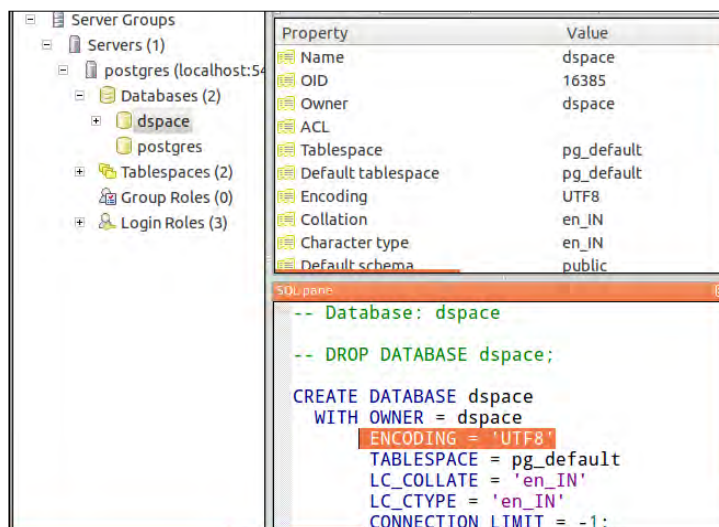 Server Groups
Servers (1)
postgres (localhost:54
Databases (2)
dspace
postgres
Tablespaces (2)
Group Roles (0)
Login Roles (3)
Property Value
Name dspace
OID 16385
Owner dspace
ACL
Tablespace pg_default
Default tablespace pg_default
Encoding UTF8
Collation en_IN
Character type en_IN
Default schema public
SQL pane
-- Database: dspace
-- DROP DATABASE dspace;
CREATE DATABASE dspace
WITH OWNER = dspace
ENCODING = 'UTF8'
TABLESPACE = pg_default
LC_COLLATE = 'en_IN'
LC_CTYPE = 'en_IN'
CONNECTION LIMIT = -1;